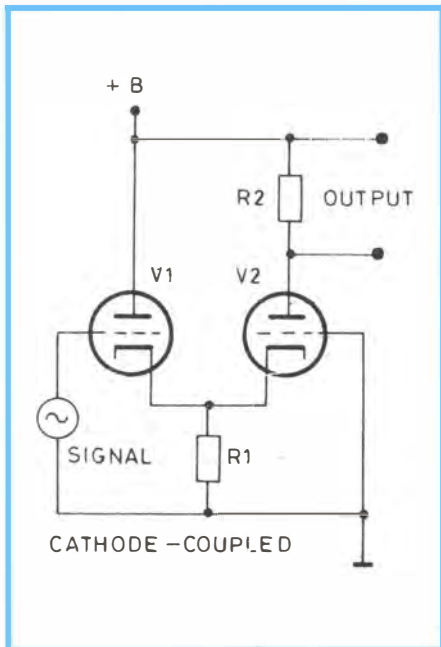 + B
R2 OUTPUT
V1 V2
SIGNAL R1
CATHODE-COUPLED